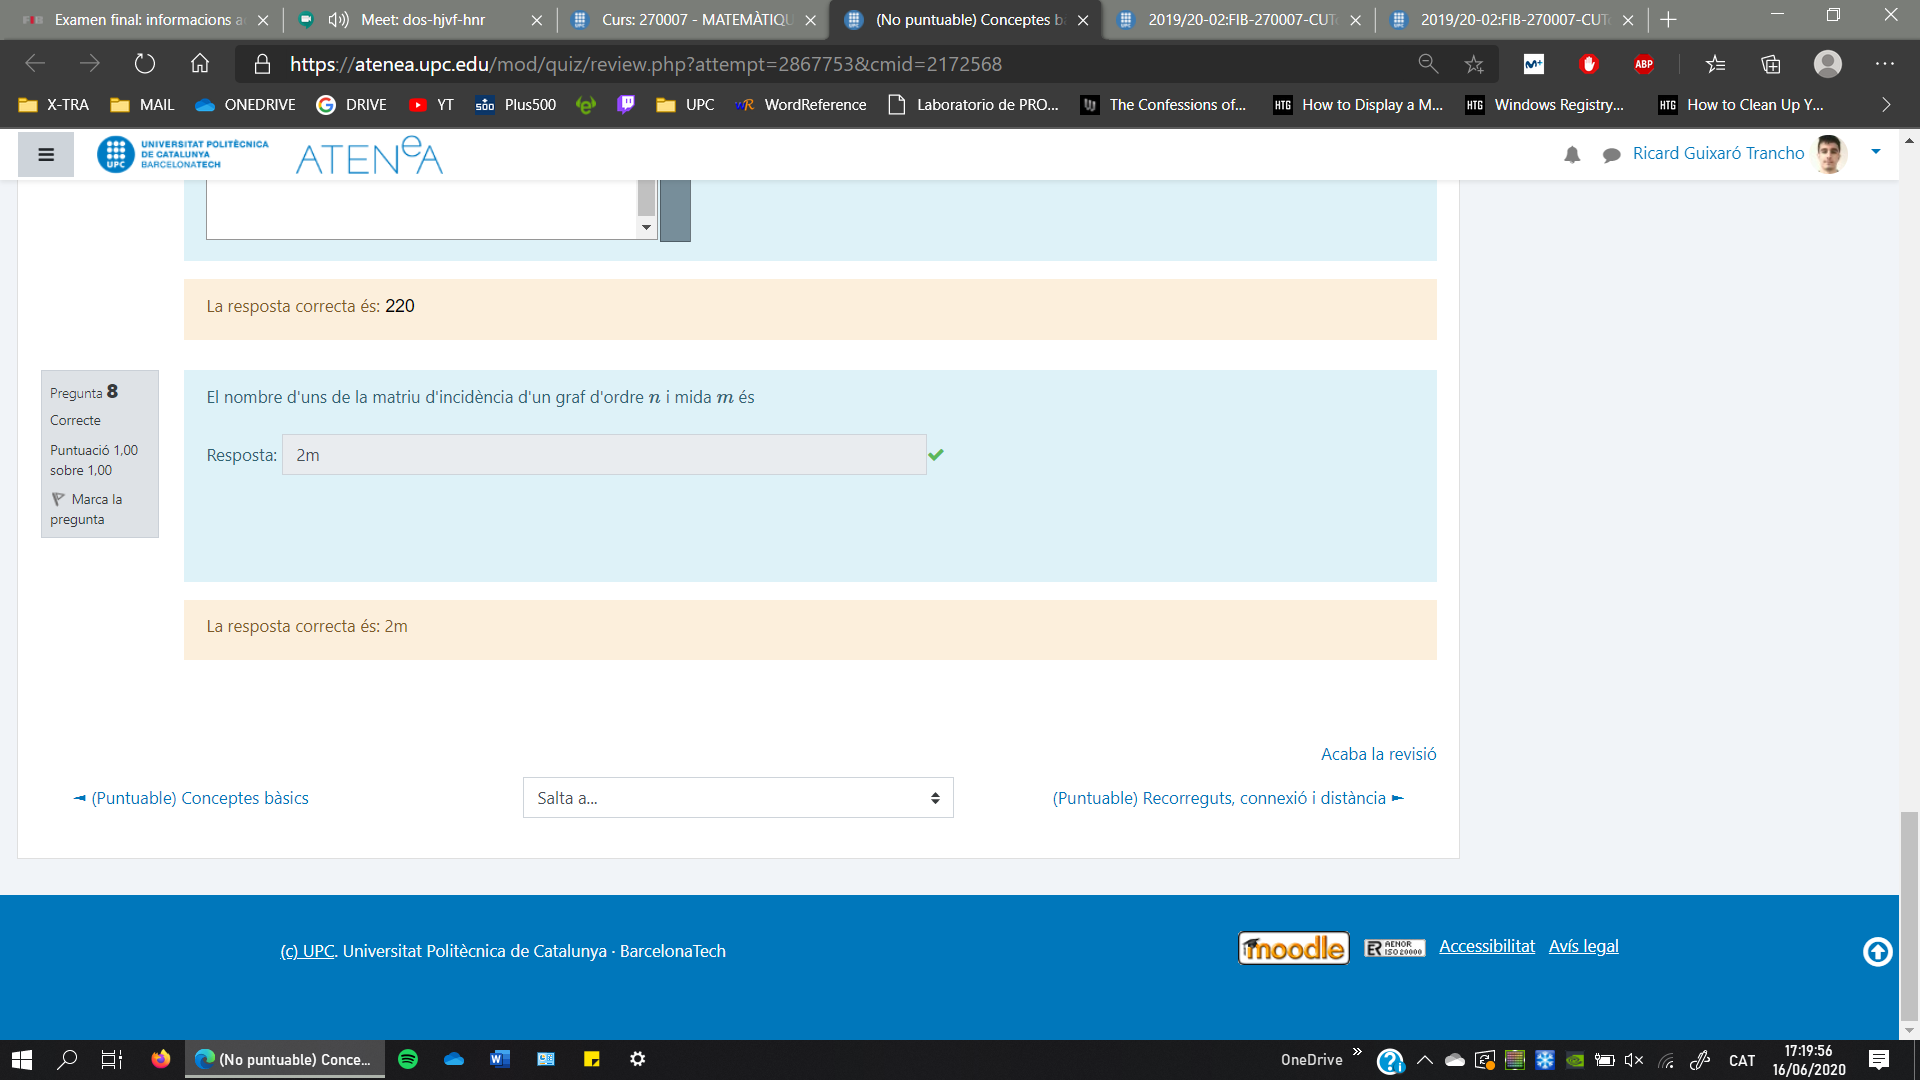 Examen final: informacions a
Meet: dos-hjvf-hnr
Curs: 270007 - MATEMÀTIQU
(No puntuable) Conceptes b
2019/20-02:FIB-270007-CUT
2019/20-02:FIB-270007-CUT
https://atenea.upc.edu/mod/quiz/review.php?attempt=2867753&cmid=2172568
ABP
X-TRA
MAIL
ONEDRIVE
DRIVE
YT
Plus500
UPC
WordReference
Laboratorio de PRO...
The Confessions of...
HTG How to Display a M...
HTG Windows Registry...
HTG How to Clean Up Y...
UPC
UNIVERSITAT POLITÈCNICA
DE CATALUNYA
BARCELONATECH
ATENeA
Ricard Guixaró Trancho
La resposta correcta és: 220
Pregunta 8
Correcte
Puntuació 1,00
sobre 1,00
Marca la
pregunta
El nombre d'uns de la matriu d'incidència d'un graf d'ordre n i mida m és
Resposta: 2m
La resposta correcta és: 2m
Acaba la revisió
◄ (Puntuable) Conceptes bàsics
Salta a...
(Puntuable) Recorreguts, connexió i distància ►
(c) UPC. Universitat Politècnica de Catalunya · BarcelonaTech
moodle
ER AENOR
ISO 20000
Accessibilitat
Avís legal
(No puntuable) Conce...
OneDrive
CAT
17:19:56
16/06/2020